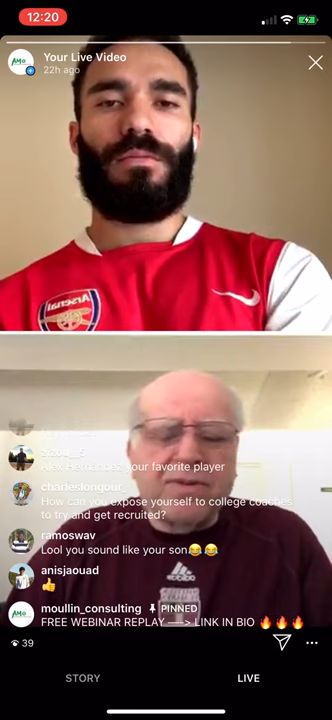 12:20
Your Live Video
22h ago
Arsenal
Alex Hernandez your favorite player
charleslongour_
How can you expose yourself to college coaches
to try and get recruited?
ramoswav
Lool you sound like your son😂😂
anisjaouad
👍
moullin_consulting PINNED
FREE WEBINAR REPLAY ----> LINK IN BIO 🔥🔥🔥
39
STORY
LIVE